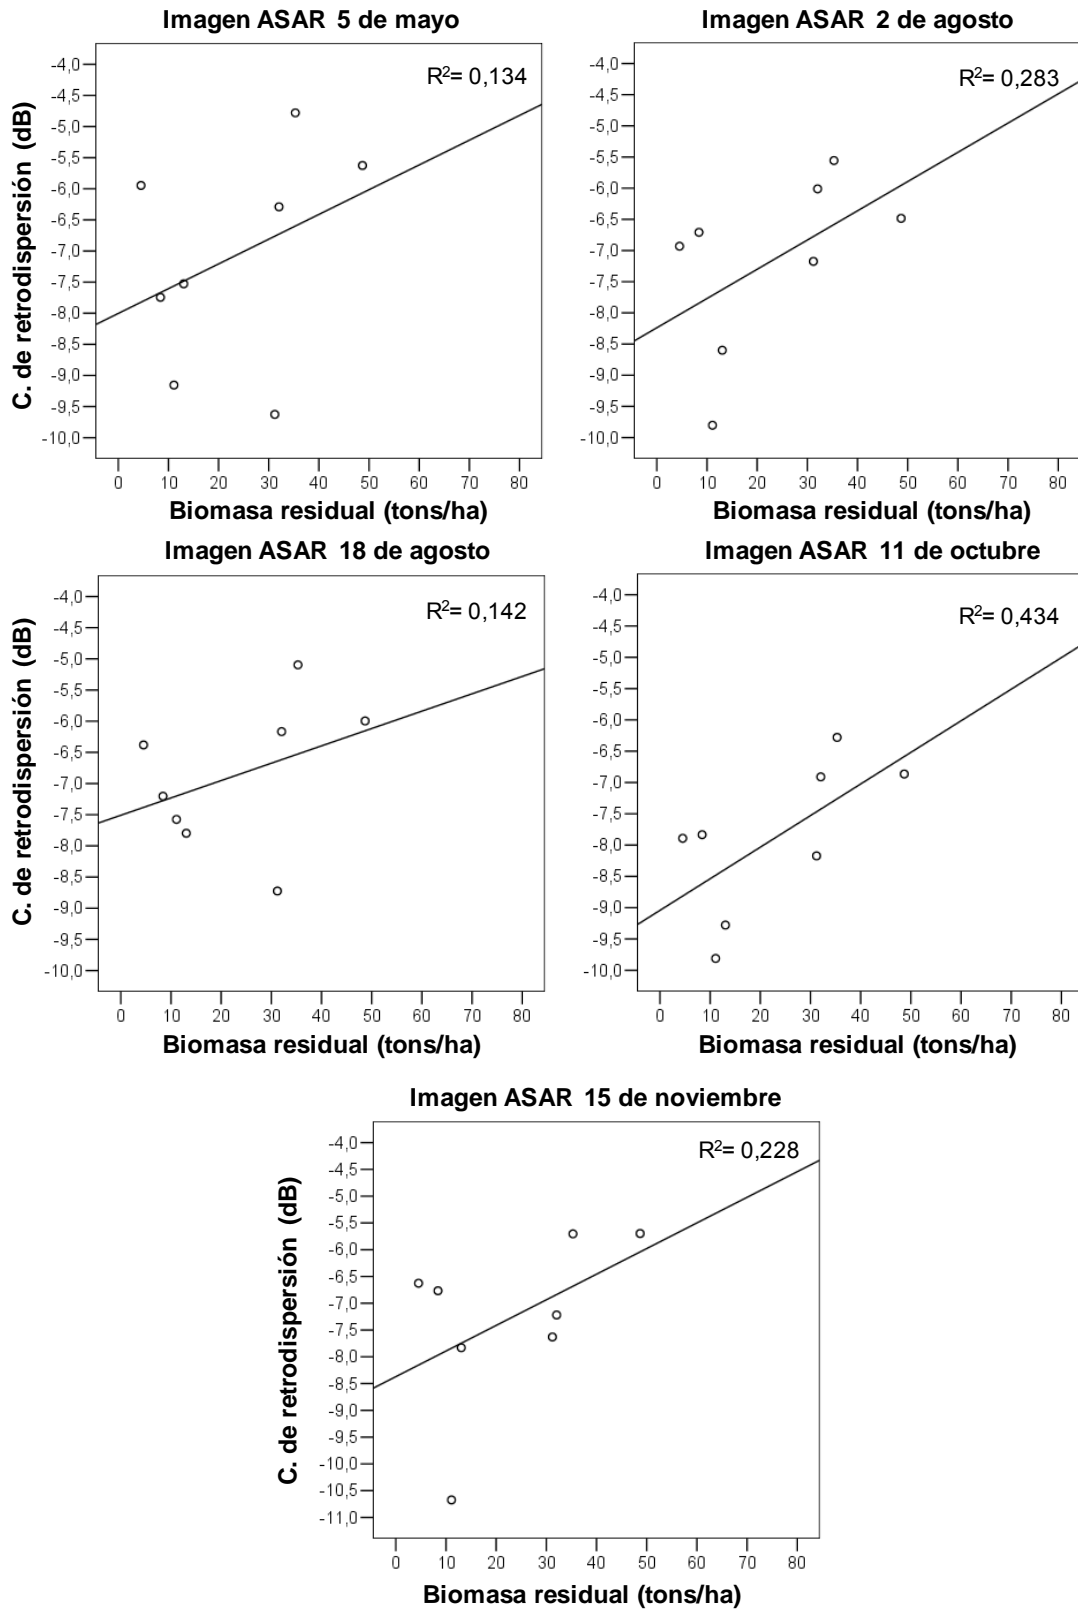 Imagen ASAR 5 de mayo
R²= 0,134
C. de retrodispersión (dB)
-4,0
-4,5
-5,0
-5,5
-6,0
-6,5
-7,0
-7,5
-8,0
-8,5
-9,0
-9,5
-10,0
0 10 20 30 40 50 60 70 80
Biomasa residual (tons/ha)
Imagen ASAR 2 de agosto
R²= 0,283
-4,0
-4,5
-5,0
-5,5
-6,0
-6,5
-7,0
-7,5
-8,0
-8,5
-9,0
-9,5
-10,0
0 10 20 30 40 50 60 70 80
Biomasa residual (tons/ha)
Imagen ASAR 18 de agosto
R²= 0,142
C. de retrodispersión (dB)
-4,0
-4,5
-5,0
-5,5
-6,0
-6,5
-7,0
-7,5
-8,0
-8,5
-9,0
-9,5
-10,0
0 10 20 30 40 50 60 70 80
Biomasa residual (tons/ha)
Imagen ASAR 11 de octubre
R²= 0,434
-4,0
-4,5
-5,0
-5,5
-6,0
-6,5
-7,0
-7,5
-8,0
-8,5
-9,0
-9,5
-10,0
0 10 20 30 40 50 60 70 80
Biomasa residual (tons/ha)
Imagen ASAR 15 de noviembre
R²= 0,228
C. de retrodispersión (dB)
-4,0
-4,5
-5,0
-5,5
-6,0
-6,5
-7,0
-7,5
-8,0
-8,5
-9,0
-9,5
-10,0
-10,5
-11,0
0 10 20 30 40 50 60 70 80
Biomasa residual (tons/ha)